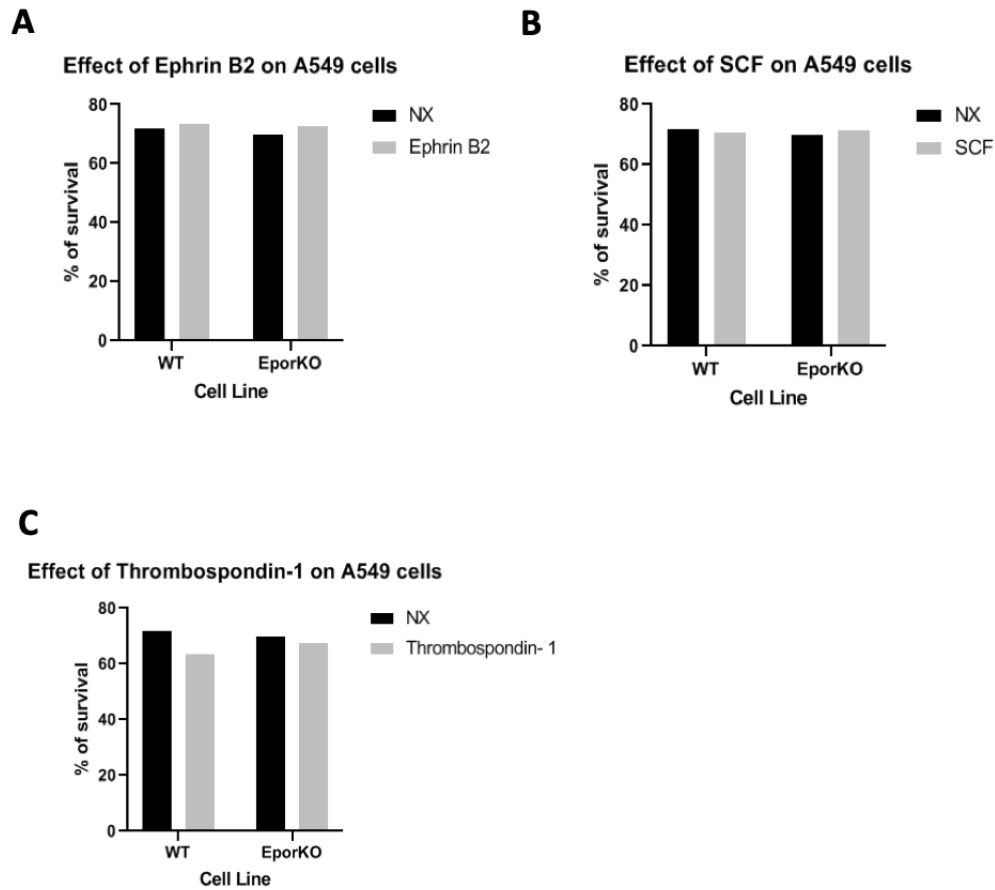 A
Effect of Ephrin B2 on A549 cells
80
60
40
20
0
% of survival
WT
EporKO
Cell Line
NX
Ephrin B2
B
Effect of SCF on A549 cells
80
60
40
20
0
% of survival
WT
EporKO
Cell Line
NX
SCF
C
Effect of Thrombospondin-1 on A549 cells
80
60
40
20
0
% of survival
WT
EporKO
Cell Line
NX
Thrombospondin- 1